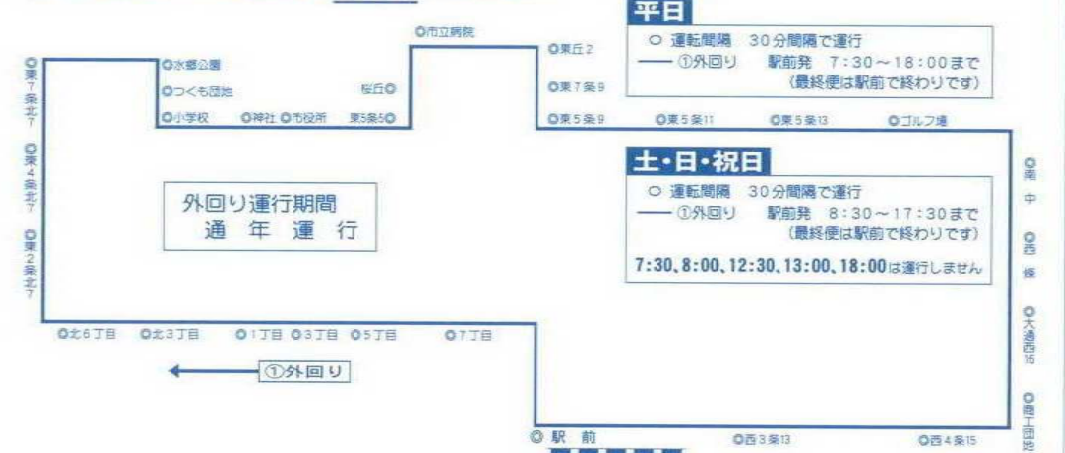 平日
○ 運転間隔 30分間隔で運行
―― ①外回り 駅前発 7:30～18:00まで
(最終便は駅前で終わりです)
◎市立病院
◎東丘2
◎水郷公園
◎つくも団地
桜丘◎
◎東7条9
◎小学校 ◎神社 ◎市役所 東5条5◎
◎東5条9 ◎東5条11 ◎東5条13 ◎ゴルフ場
◎東7条北7
◎東4条北7
◎東2条北7
外回り運行期間
通年運行
土・日・祝日
○ 運転間隔 30分間隔で運行
―― ①外回り 駅前発 8:30～17:30まで
(最終便は駅前で終わりです)
7:30、8:00、12:30、13:00、18:00は運行しません
◎南中
◎西條
◎大通西15
◎商工団地
◎北6丁目 ◎北3丁目 ◎1丁目 ◎3丁目 ◎5丁目 ◎7丁目
①外回り
◎駅前 ◎西3条13 ◎西4条15